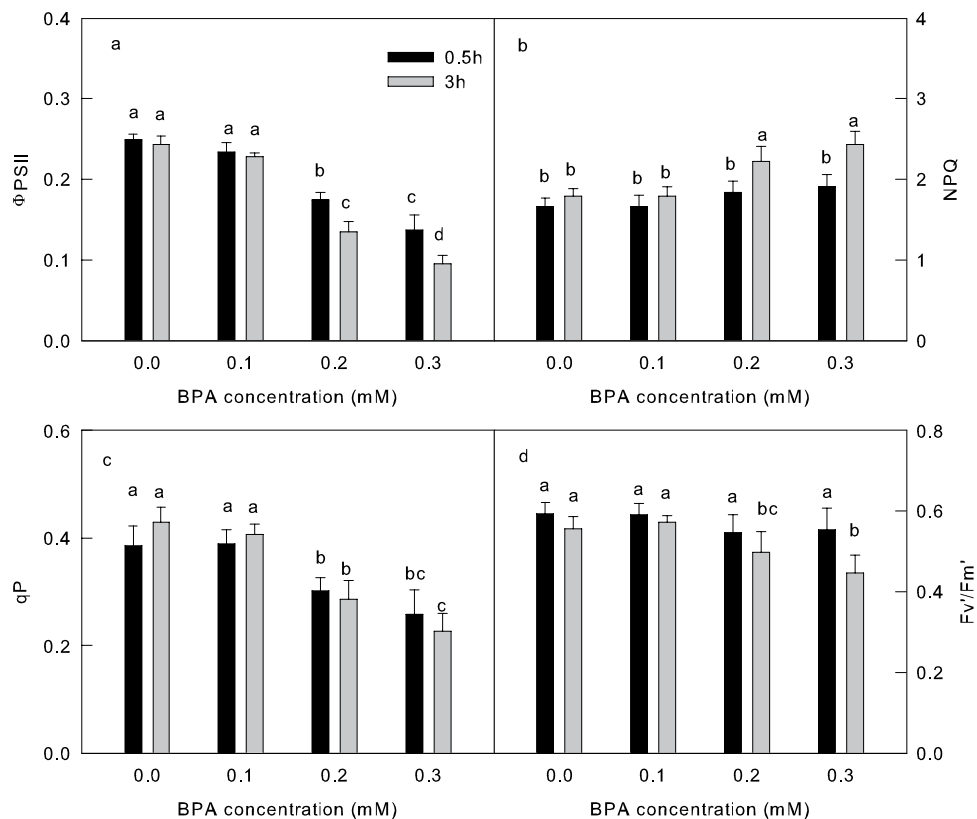 0.4
a
0.5h
3h
0.3
a a
a a
b
0.2
c
c
d
0.1
0.0
ΦPSII
0.0 0.1 0.2 0.3
BPA concentration (mM)
b
4
3
a
a
b b
b b
b
b
2
1
0
NPQ
0.0 0.1 0.2 0.3
BPA concentration (mM)
0.6
c
a a
a a
0.4
b b
bc
c
0.2
0.0
qP
0.0 0.1 0.2 0.3
BPA concentration (mM)
d
0.8
a a
a a
a
bc
a
b
0.6
0.4
0.2
0.0
Fv'/Fm'
0.0 0.1 0.2 0.3
BPA concentration (mM)